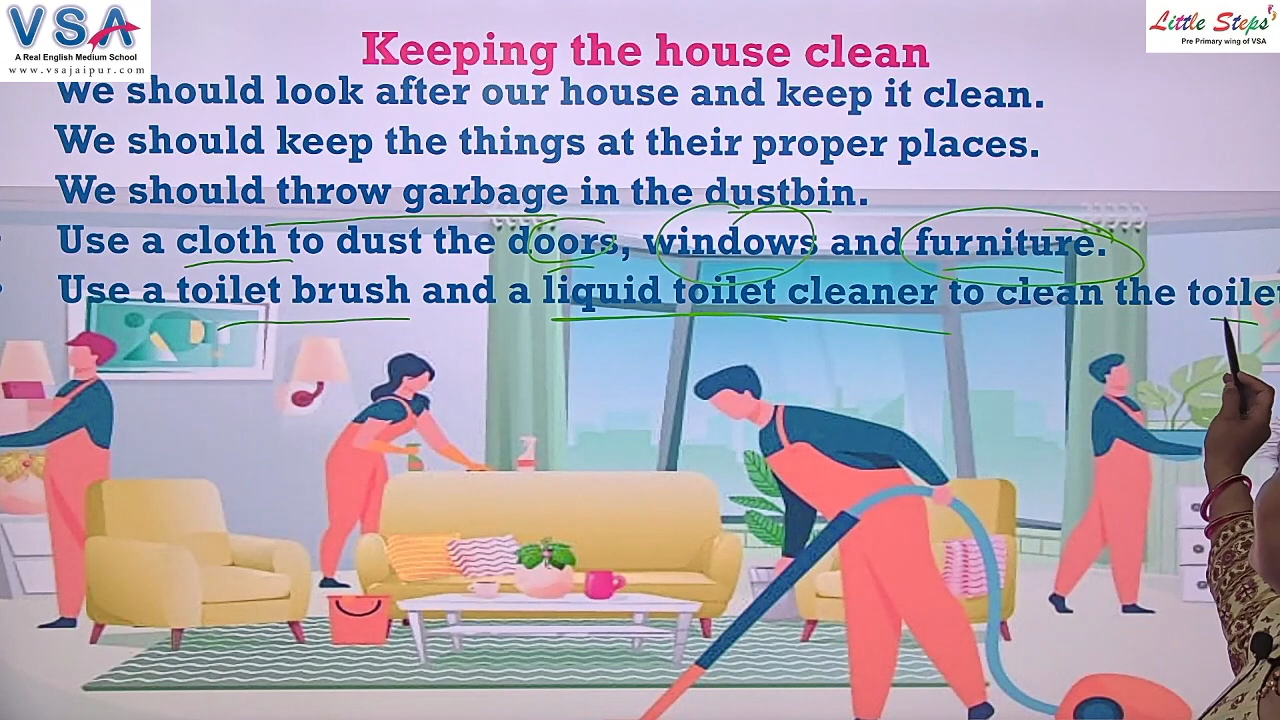 VSA
A Real English Medium School
www.vsajaipur.com
Little Steps
Pre Primary wing of VSA
Keeping the house clean
We should look after our house and keep it clean.
We should keep the things at their proper places.
We should throw garbage in the dustbin.
Use a cloth to dust the doors, windows and furniture.
Use a toilet brush and a liquid toilet cleaner to clean the toilet